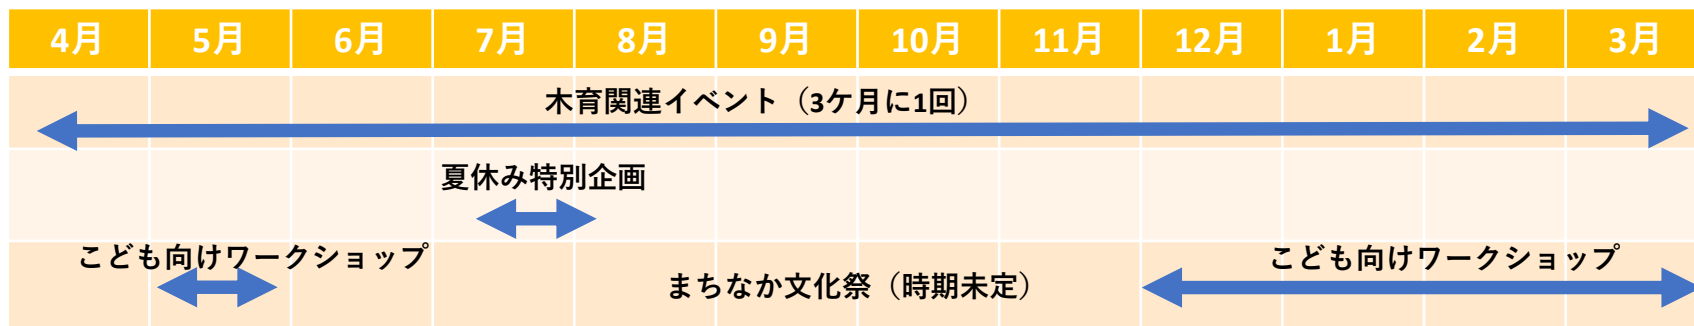 4月 5月 6月 7月 8月 9月 10月 11月 12月 1月 2月 3月
木育関連イベント（3ケ月に1回）
夏休み特別企画
こども向けワークショップ
まちなか文化祭（時期未定）
こども向けワークショップ